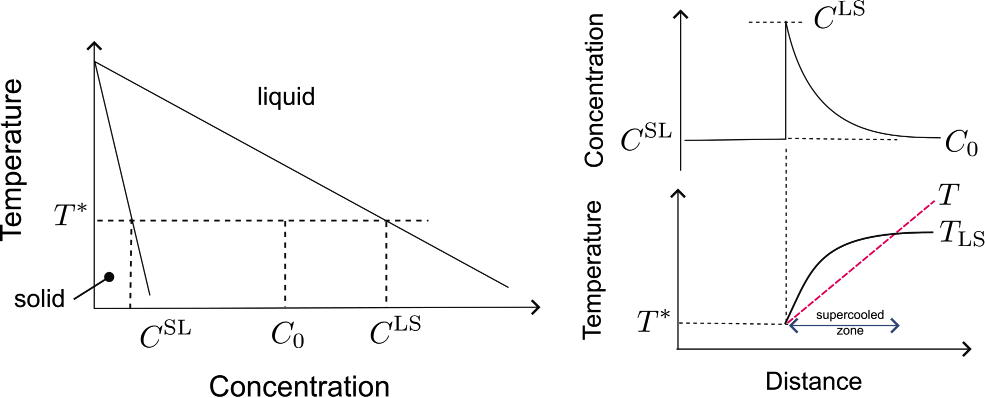 Temperature
liquid
T*
solid
C^SL
C_0
C^LS
Concentration
Concentration
C^LS
C^SL
C_0
Temperature
T
T_LS
T*
supercooled
zone
Distance